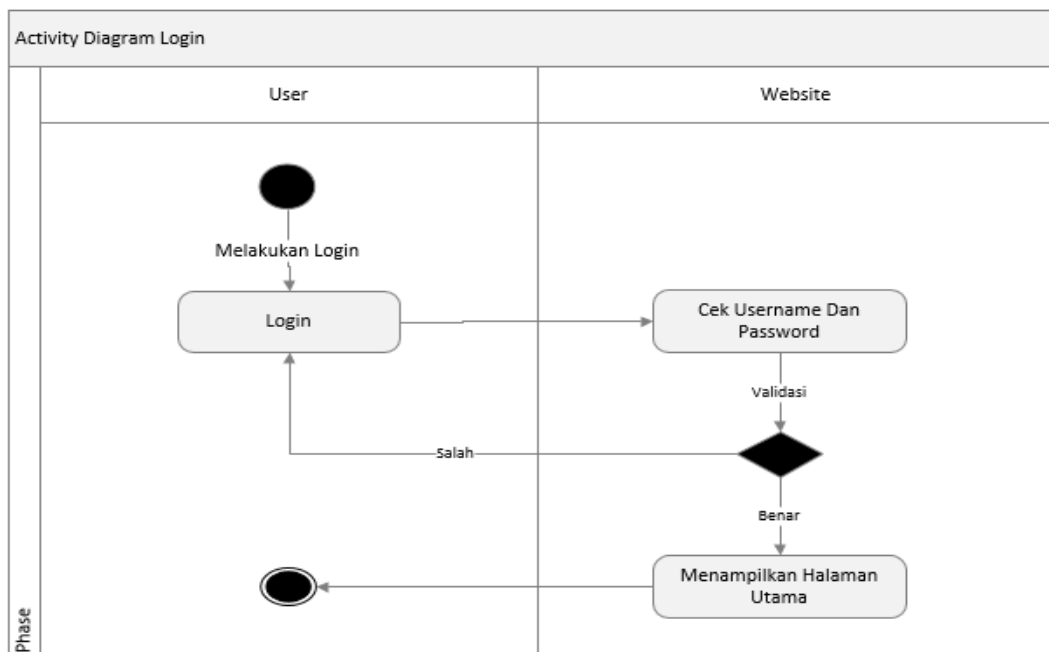 Activity Diagram Login
User
Website
Melakukan Login
Login
Cek Username Dan
Password
Validasi
Salah
Benar
Menampilkan Halaman
Utama
Phase